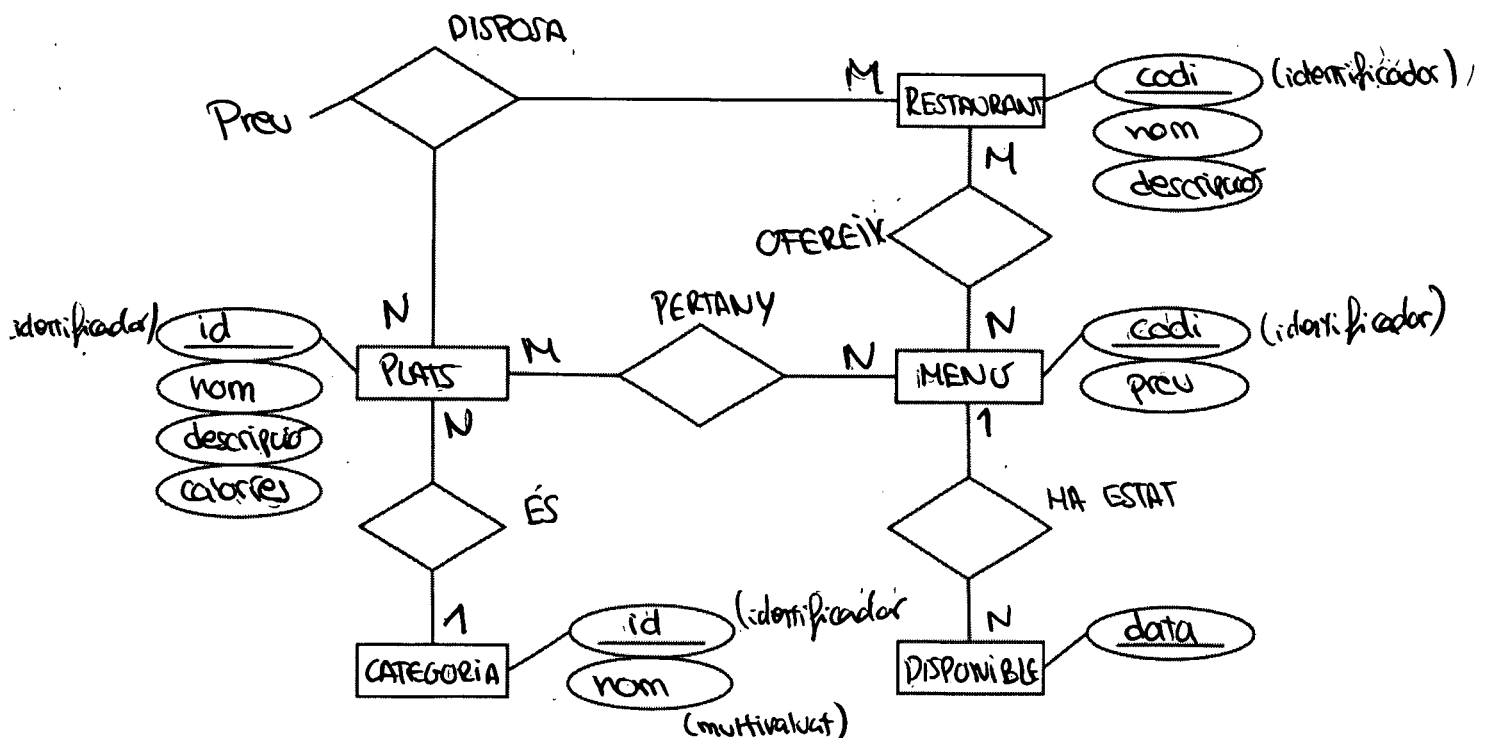 DISPOSA
Preu
M
RESTAURANT
codi (identificador)
nom
descripció
M
OFEREIX
N
N
identificador)
id
nom
descripció
calories
PLATS
M
PERTANY
N
MENÚ
codi (identificador)
preu
N
1
ÉS
HA ESTAT
1
N
CATEGORIA
id (identificador
nom
(multivaluat)
DISPONIBLE
data